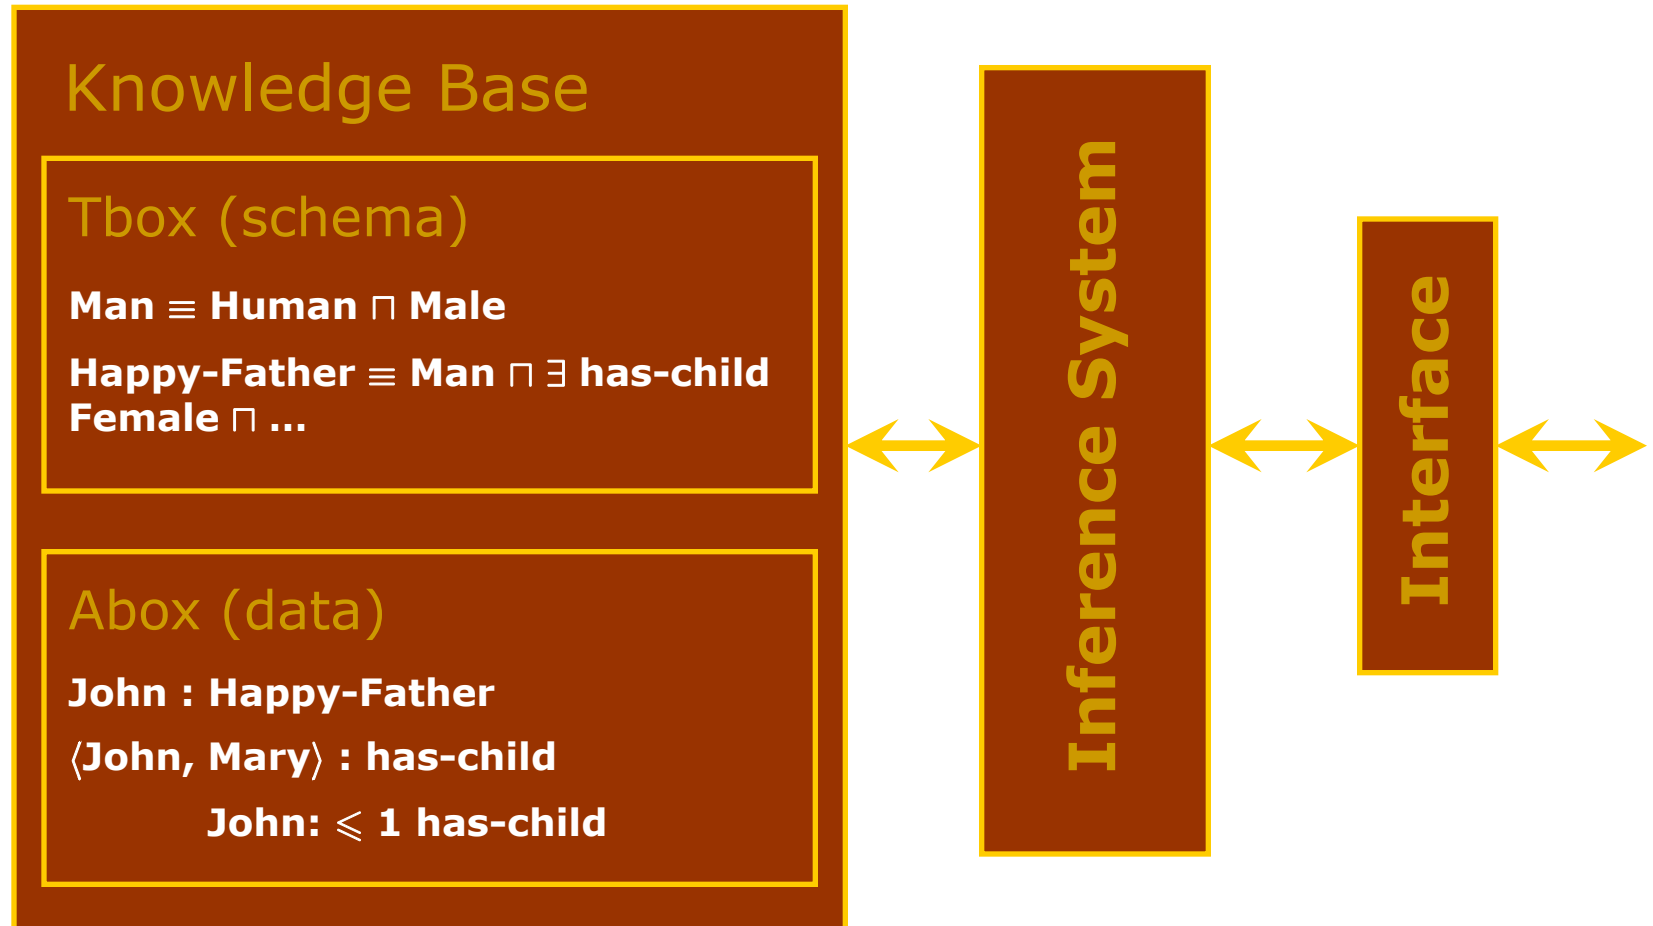 Knowledge Base
Tbox (schema)
Man ≡ Human ⊓ Male
Happy-Father ≡ Man ⊓ ∃ has-child
Female ⊓ ...
Abox (data)
John : Happy-Father
⟨John, Mary⟩ : has-child
John: ⩽ 1 has-child
Inference System
Interface